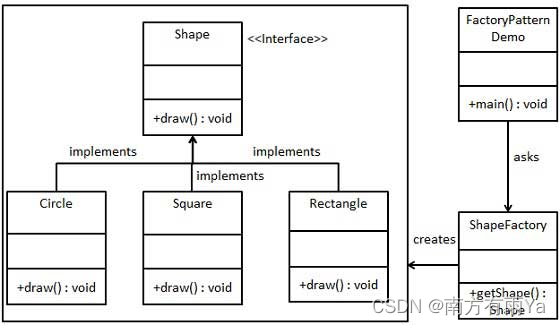 Shape
<<Interface>>
+draw() : void
FactoryPattern
Demo
+main() : void
implements
implements
implements
asks
Circle
+draw() : void
Square
+draw() : void
Rectangle
+draw() : void
creates
ShapeFactory
+getShape() :
Shape
CSDN @南方有雨Ya